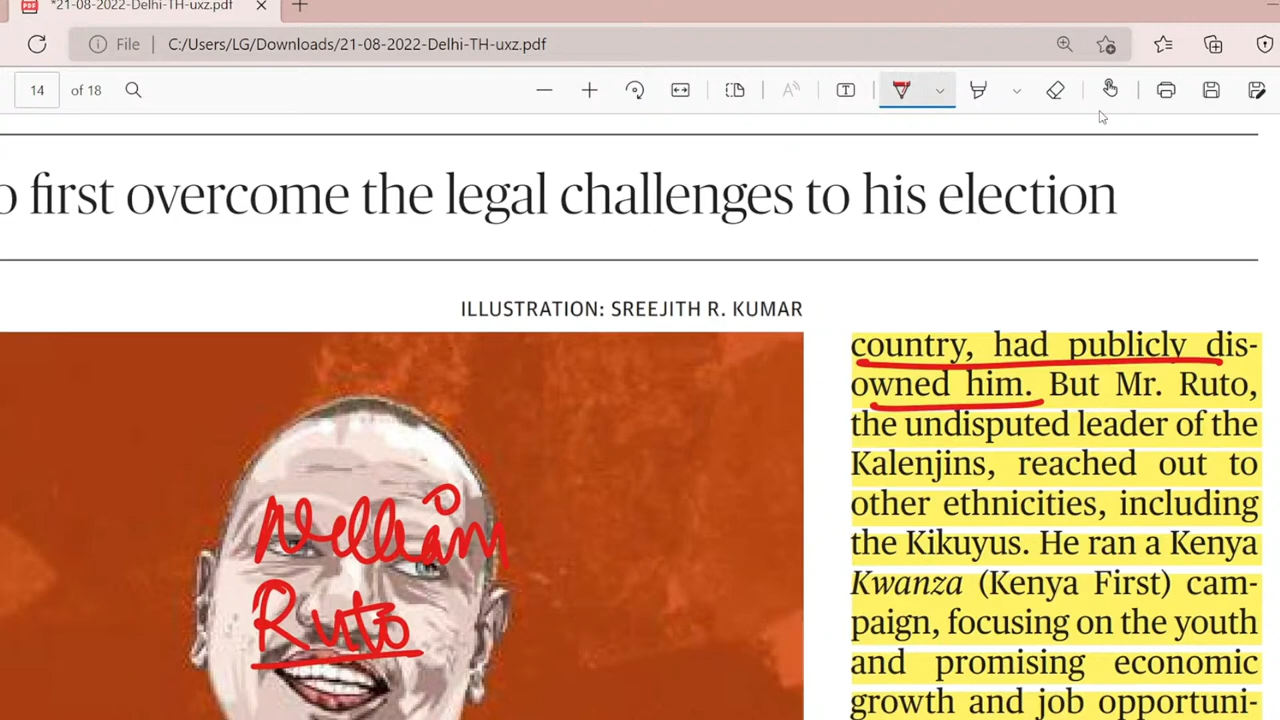 *21-08-2022-Delhi-TH-uxz.pdf
File C:/Users/LG/Downloads/21-08-2022-Delhi-TH-uxz.pdf
14 of 18
o first overcome the legal challenges to his election
ILLUSTRATION: SREEJITH R. KUMAR
William
Ruto
country, had publicly dis-
owned him. But Mr. Ruto,
the undisputed leader of the
Kalenjins, reached out to
other ethnicities, including
the Kikuyus. He ran a Kenya
Kwanza (Kenya First) cam-
paign, focusing on the youth
and promising economic
growth and job opportuni-